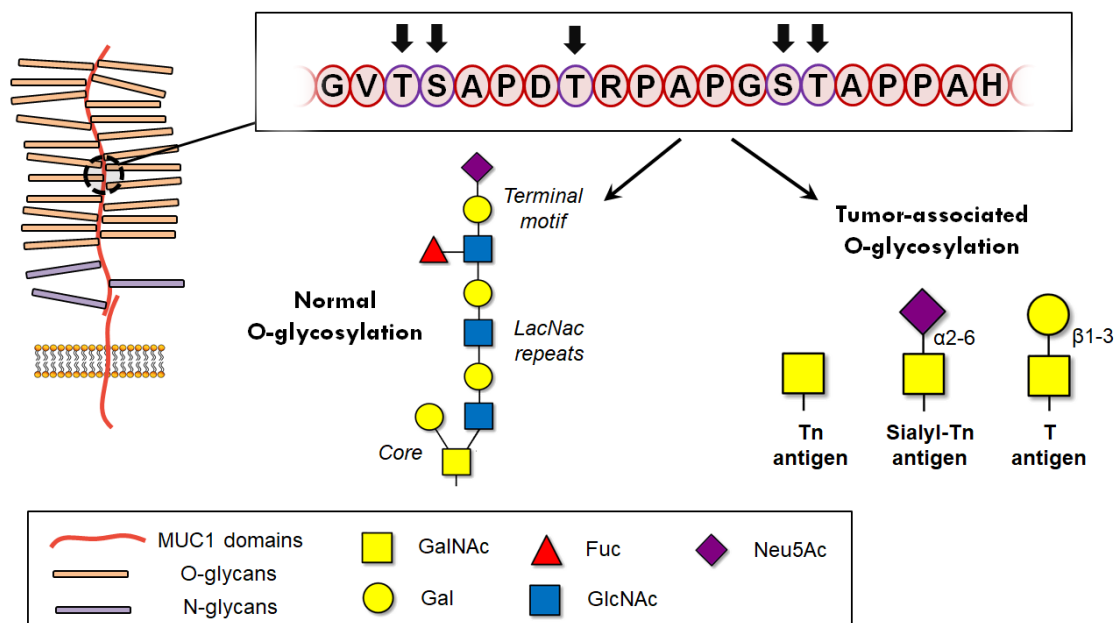 GVTSAPDTRPAPGSTAPPAH
Terminal
motif
Normal
O-glycosylation
LacNac
repeats
Core
Tumor-associated
O-glycosylation
α2-6
β1-3
Tn
antigen
Sialyl-Tn
antigen
T
antigen
MUC1 domains
O-glycans
N-glycans
GalNAc
Gal
Fuc
GlcNAc
Neu5Ac